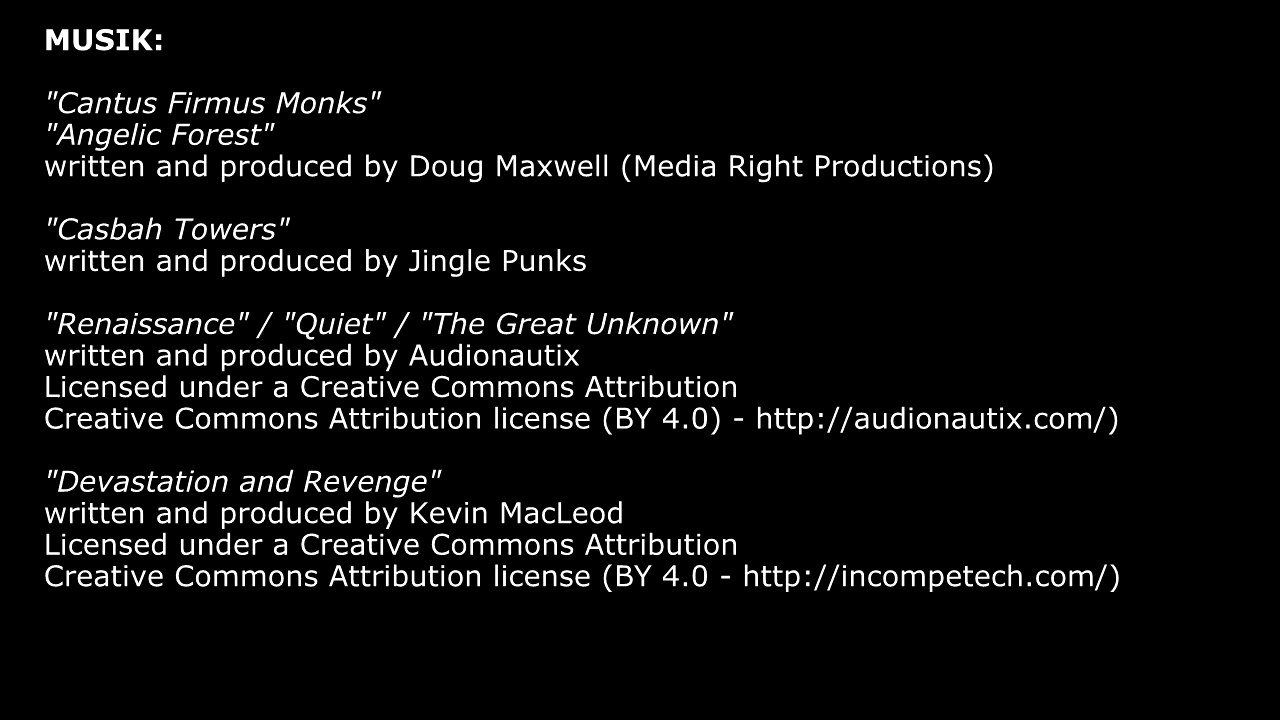 MUSIK:
"Cantus Firmus Monks"
"Angelic Forest"
written and produced by Doug Maxwell (Media Right Productions)
"Casbah Towers"
written and produced by Jingle Punks
"Renaissance" / "Quiet" / "The Great Unknown"
written and produced by Audionautix
Licensed under a Creative Commons Attribution
Creative Commons Attribution license (BY 4.0) - http://audionautix.com/)
"Devastation and Revenge"
written and produced by Kevin MacLeod
Licensed under a Creative Commons Attribution
Creative Commons Attribution license (BY 4.0 - http://incompetech.com/)